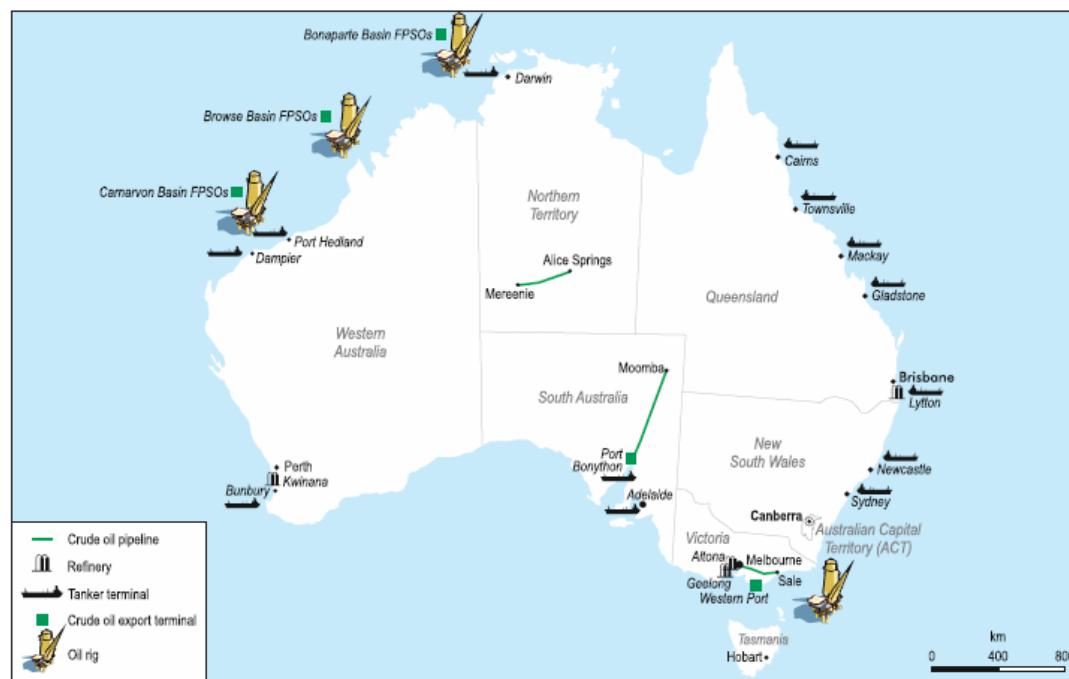 Bonaparte Basin FPSOs
Darwin
Browse Basin FPSOs
Cairns
Carnarvon Basin FPSOs
Northern
Territory
Townsville
Port Hedland
Dampier
Mackay
Alice Springs
Mereenie
Queensland
Gladstone
Western
Australia
Moomba
Brisbane
Lytton
South Australia
New
South Wales
Port
Bonython
Newcastle
Perth
Kwinana
Bunbury
Adelaide
Sydney
Canberra
Australian Capital
Territory (ACT)
Victoria
Altona
Melbourne
Geelong
Sale
Western Port
Tasmania
Hobart
Crude oil pipeline
Refinery
Tanker terminal
Crude oil export terminal
Oil rig
km
0 400 800